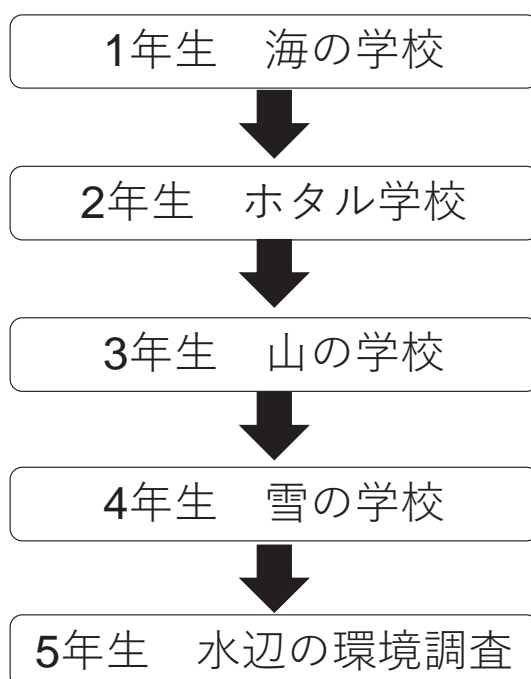 1年生　海の学校
2年生　ホタル学校
3年生　山の学校
4年生　雪の学校
5年生　水辺の環境調査